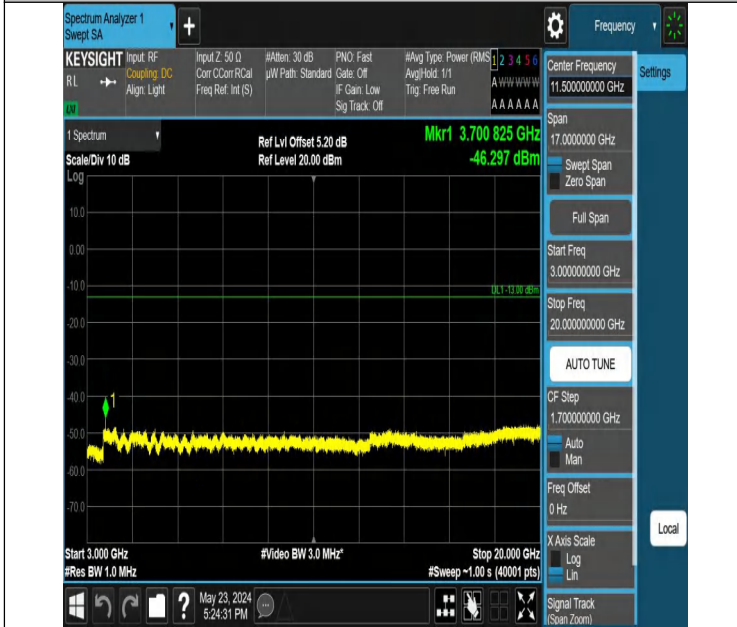 Spectrum Analyzer 1
Swept SA
+
Frequency
KEYSIGHT
RL
Input: RF
Coupling: DC
Align: Light
Input Z: 50 Ω
Corr CCorr RCal
Freq Ref: Int (S)
#Atten: 30 dB
µW Path: Standard
PNO: Fast
Gate: Off
IF Gain: Low
Sig Track: Off
#Avg Type: Power (RMS
Avg|Hold: 1/1
Trig: Free Run
1 2 3 4 5 6
A W W W W W
A A A A A A
Center Frequency
11.500000000 GHz
Settings
Span
17.0000000 GHz
Swept Span
Zero Span
Full Span
Start Freq
3.000000000 GHz
Stop Freq
20.000000000 GHz
AUTO TUNE
CF Step
1.700000000 GHz
Auto
Man
Freq Offset
0 Hz
X Axis Scale
Log
Lin
Signal Track
(Span Zoom)
Local
1 Spectrum
Scale/Div 10 dB
Log
Ref Lvl Offset 5.20 dB
Ref Level 20.00 dBm
Mkr1 3.700 825 GHz
-46.297 dBm
10.0
0.00
-10.0
DL1 -13.00 dBm
-20.0
-30.0
-40.0
1
-50.0
-60.0
-70.0
Start 3.000 GHz
#Res BW 1.0 MHz
#Video BW 3.0 MHz*
Stop 20.000 GHz
#Sweep ~1.00 s (40001 pts)
?
May 23, 2024
5:24:31 PM